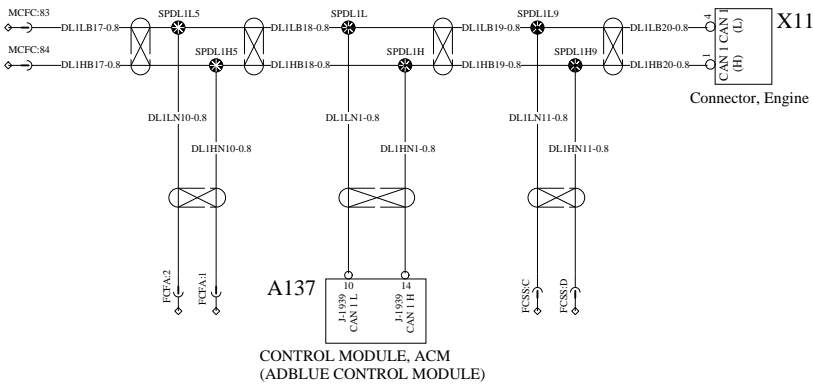 MCFC:83
SPDL1L5
SPDL1L
SPDL1L9
DL1LB17-0.8
DL1LB18-0.8
DL1LB19-0.8
DL1LB20-0.8
4
CAN 1
(L)
X11
MCFC:84
SPDL1H5
SPDL1H
SPDL1H9
DL1HB17-0.8
DL1HB18-0.8
DL1HB19-0.8
DL1HB20-0.8
1
CAN 1
(H)
Connector, Engine
DL1LN10-0.8
DL1LN1-0.8
DL1LN11-0.8
DL1HN10-0.8
DL1HN1-0.8
DL1HN11-0.8
FCFA:2
FCFA:1
A137
10
J-1939
CAN 1 L
14
J-1939
CAN 1 H
FCSS:C
FCSS:D
CONTROL MODULE, ACM
(ADBLUE CONTROL MODULE)